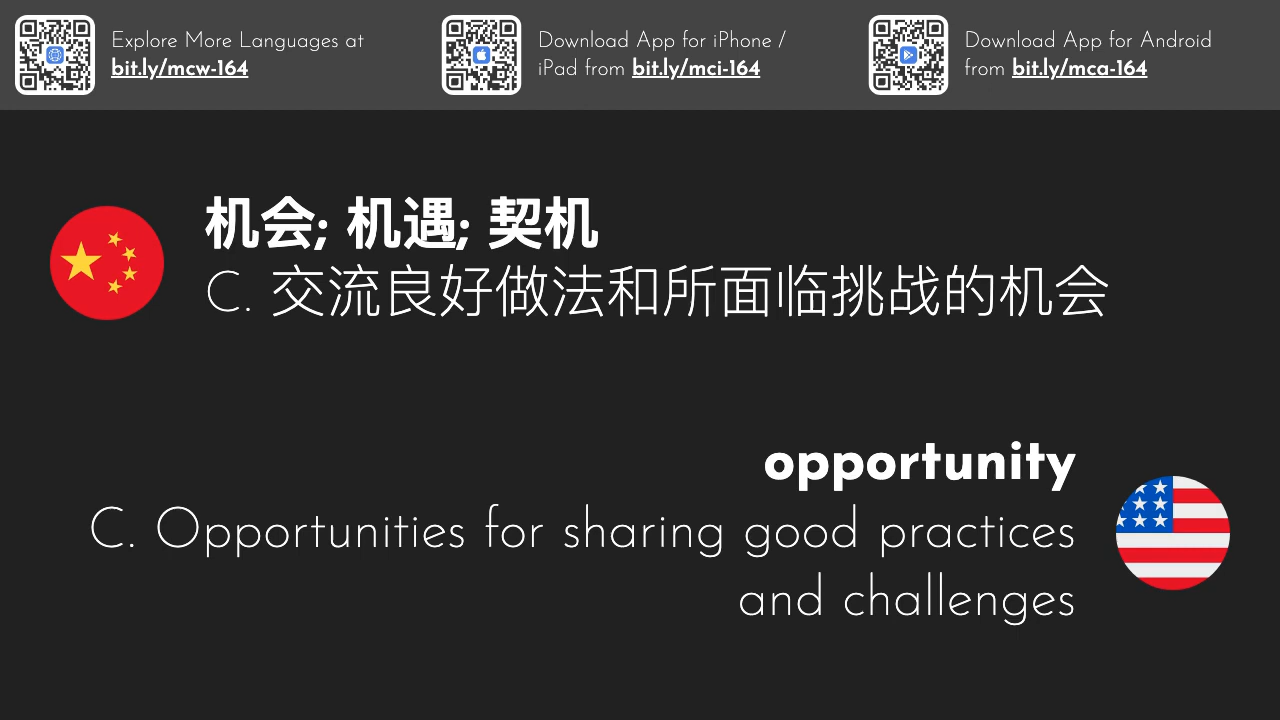 Explore More Languages at
bit.ly/mcw-164
Download App for iPhone /
iPad from bit.ly/mci-164
Download App for Android
from bit.ly/mca-164
机会; 机遇; 契机
C. 交流良好做法和所面临挑战的机会
opportunity
C. Opportunities for sharing good practices
and challenges